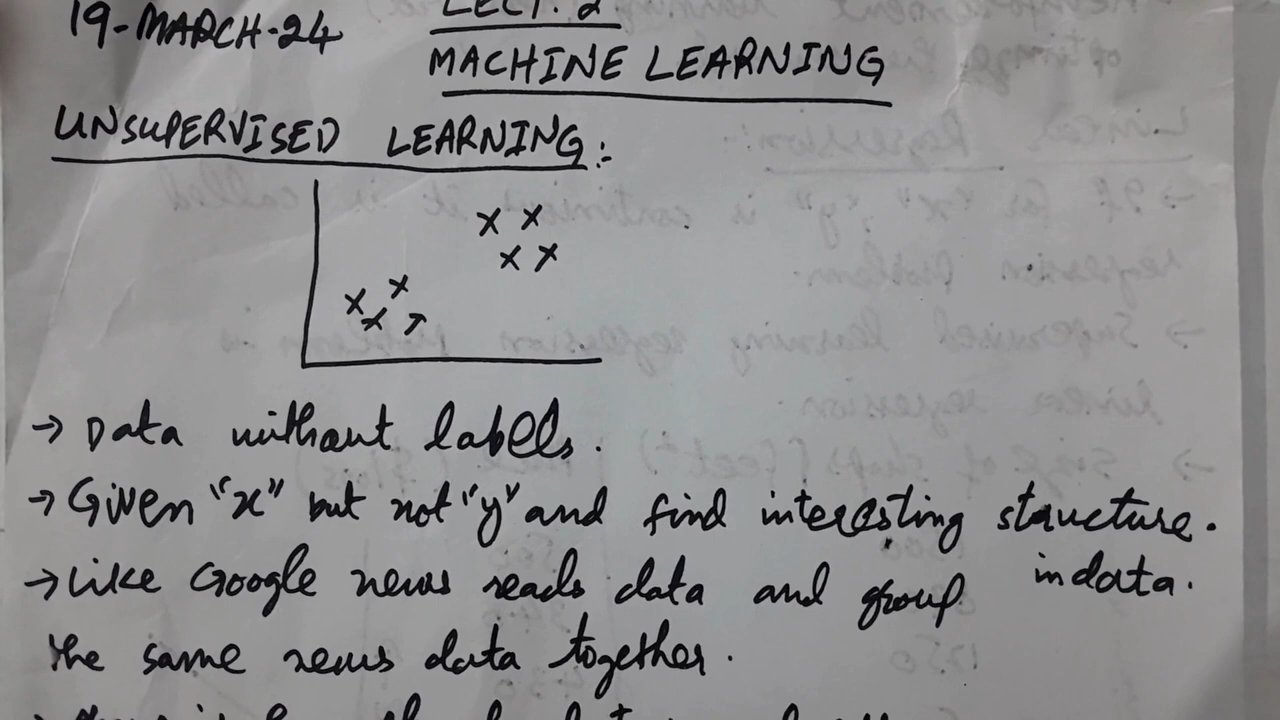 19-MARCH-24
LECT. 2
MACHINE LEARNING
UNSUPERVISED LEARNING:-
→ Data without labels.
→ Given "x" but not "y" and find interesting structure.
in data.
→ Like Google news reads data and group
the same news data together.